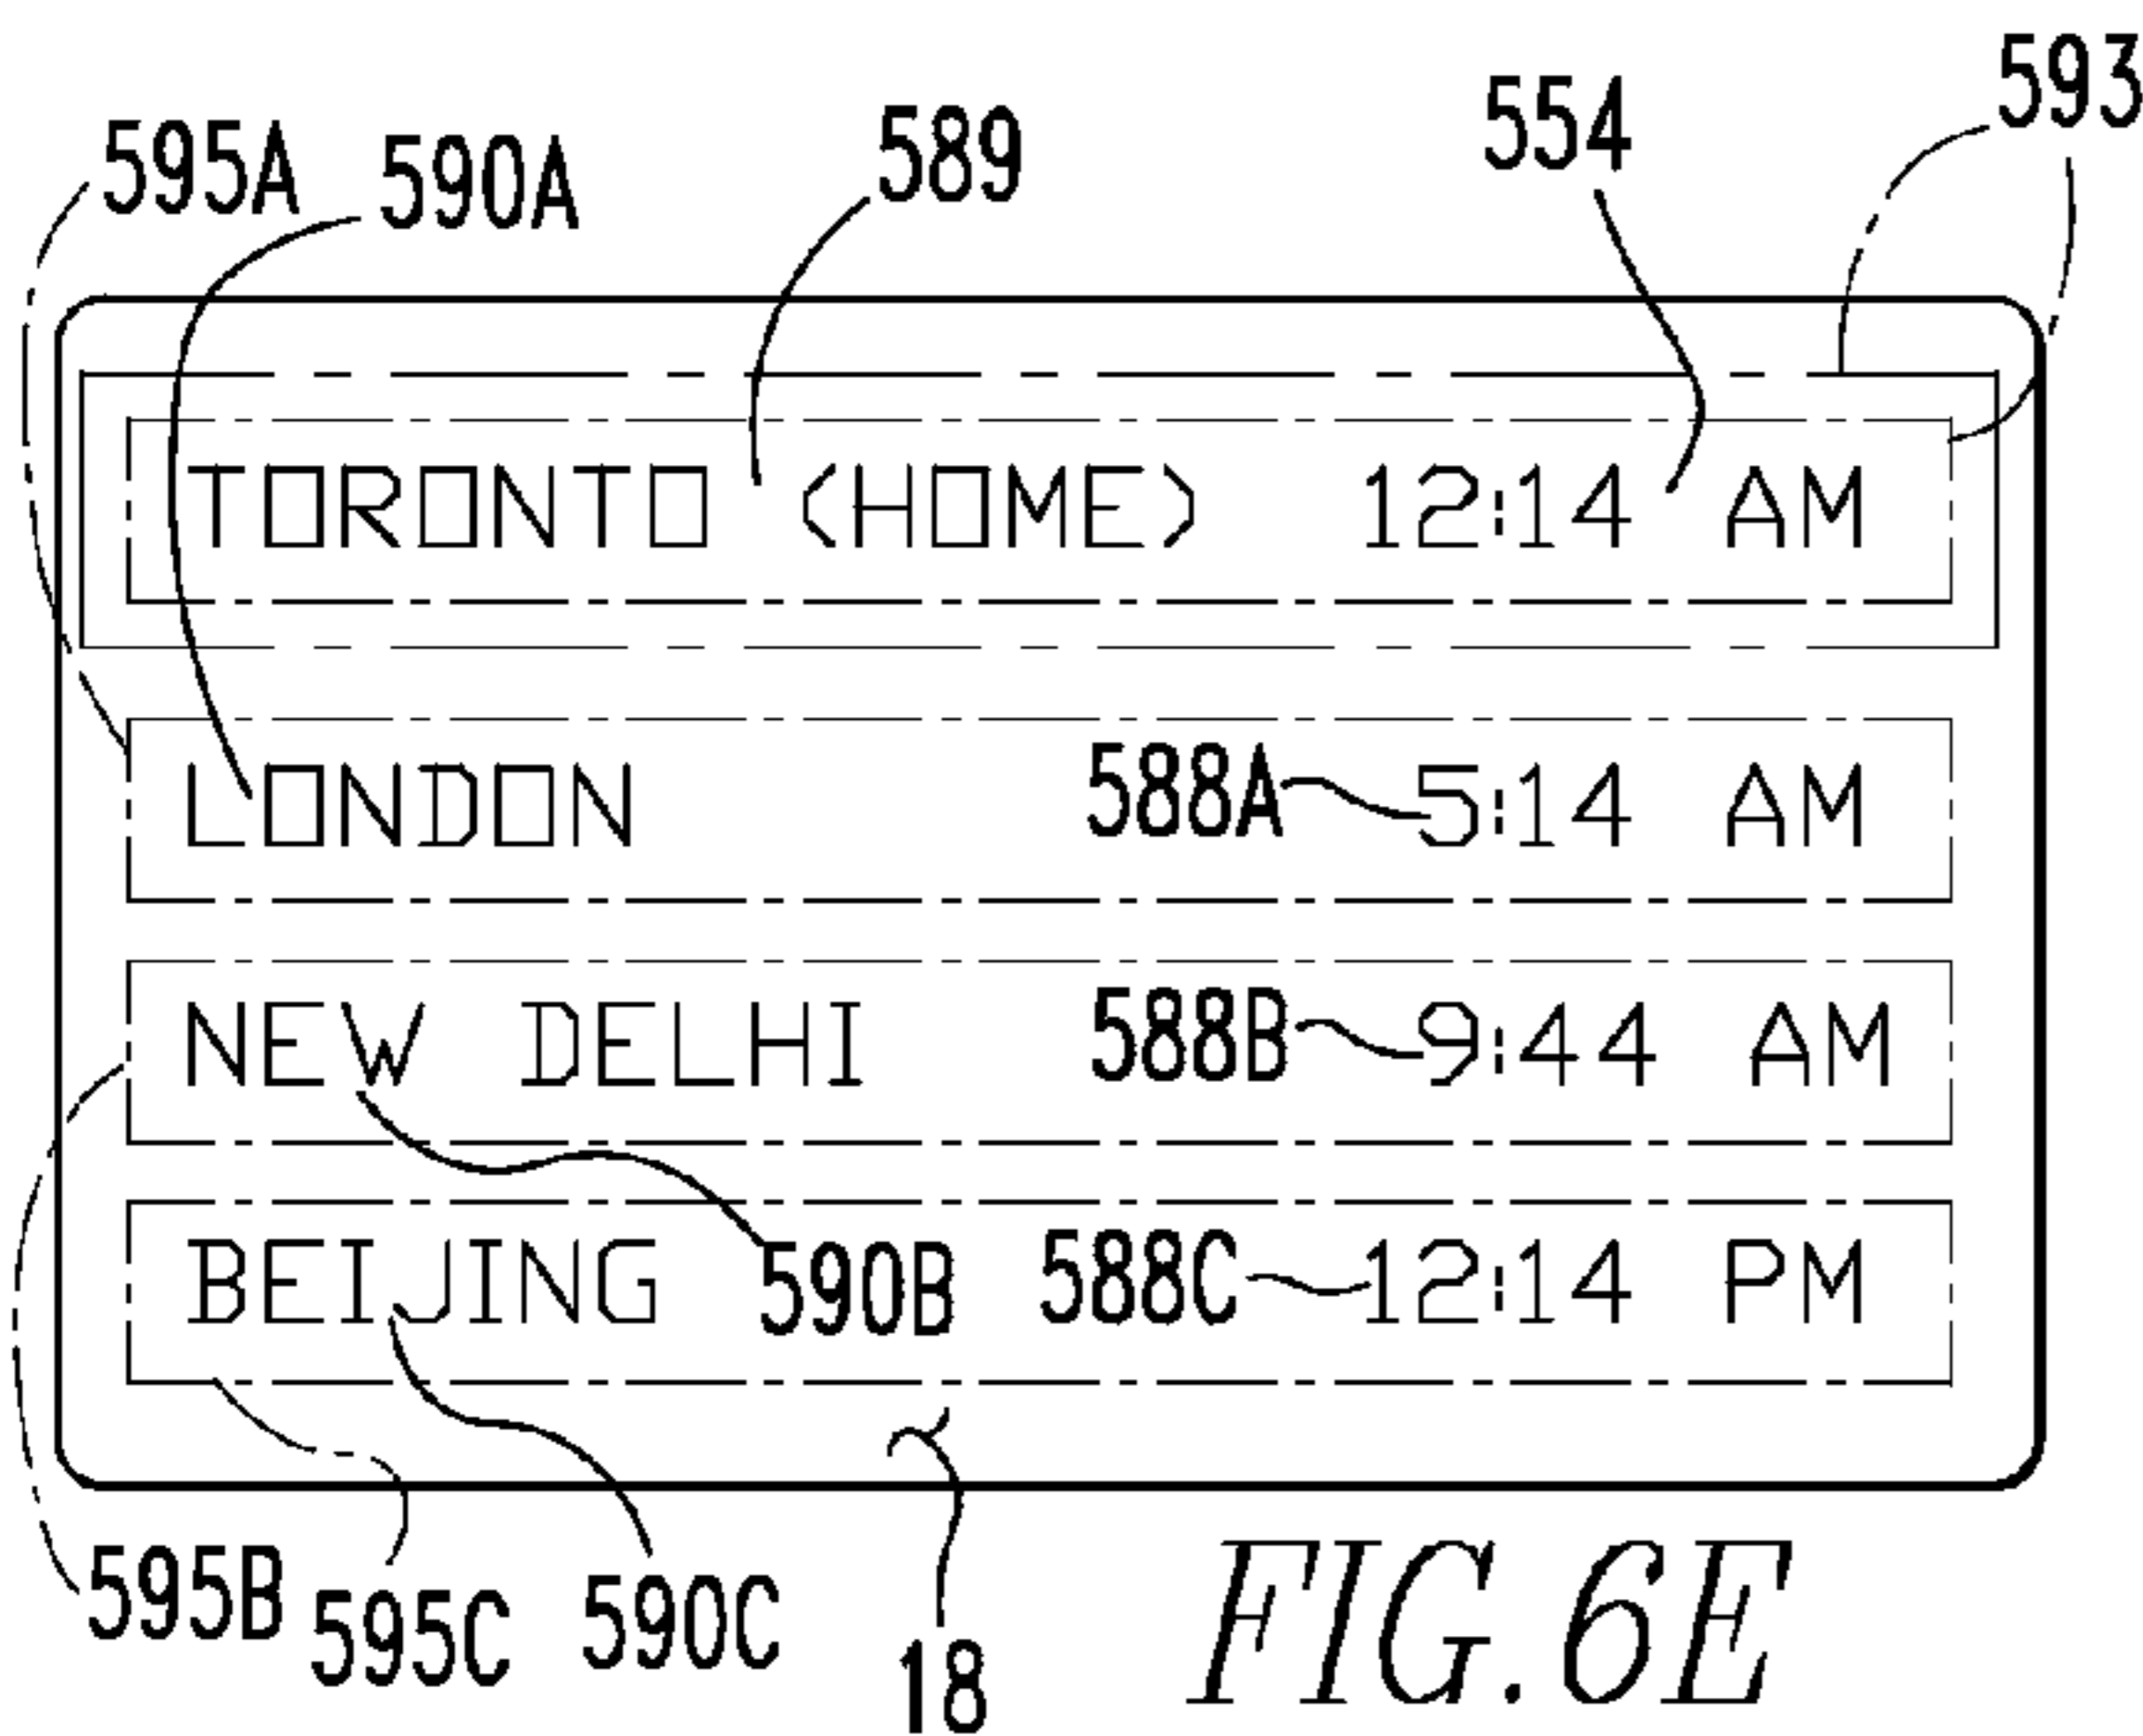 593
554
589
595A 590A
TORONTO (HOME) 12:14 AM
LONDON 588A 5:14 AM
NEW DELHI 588B 9:44 AM
BEIJING 590B 588C 12:14 PM
595B 595C 590C 18 FIG. 6E